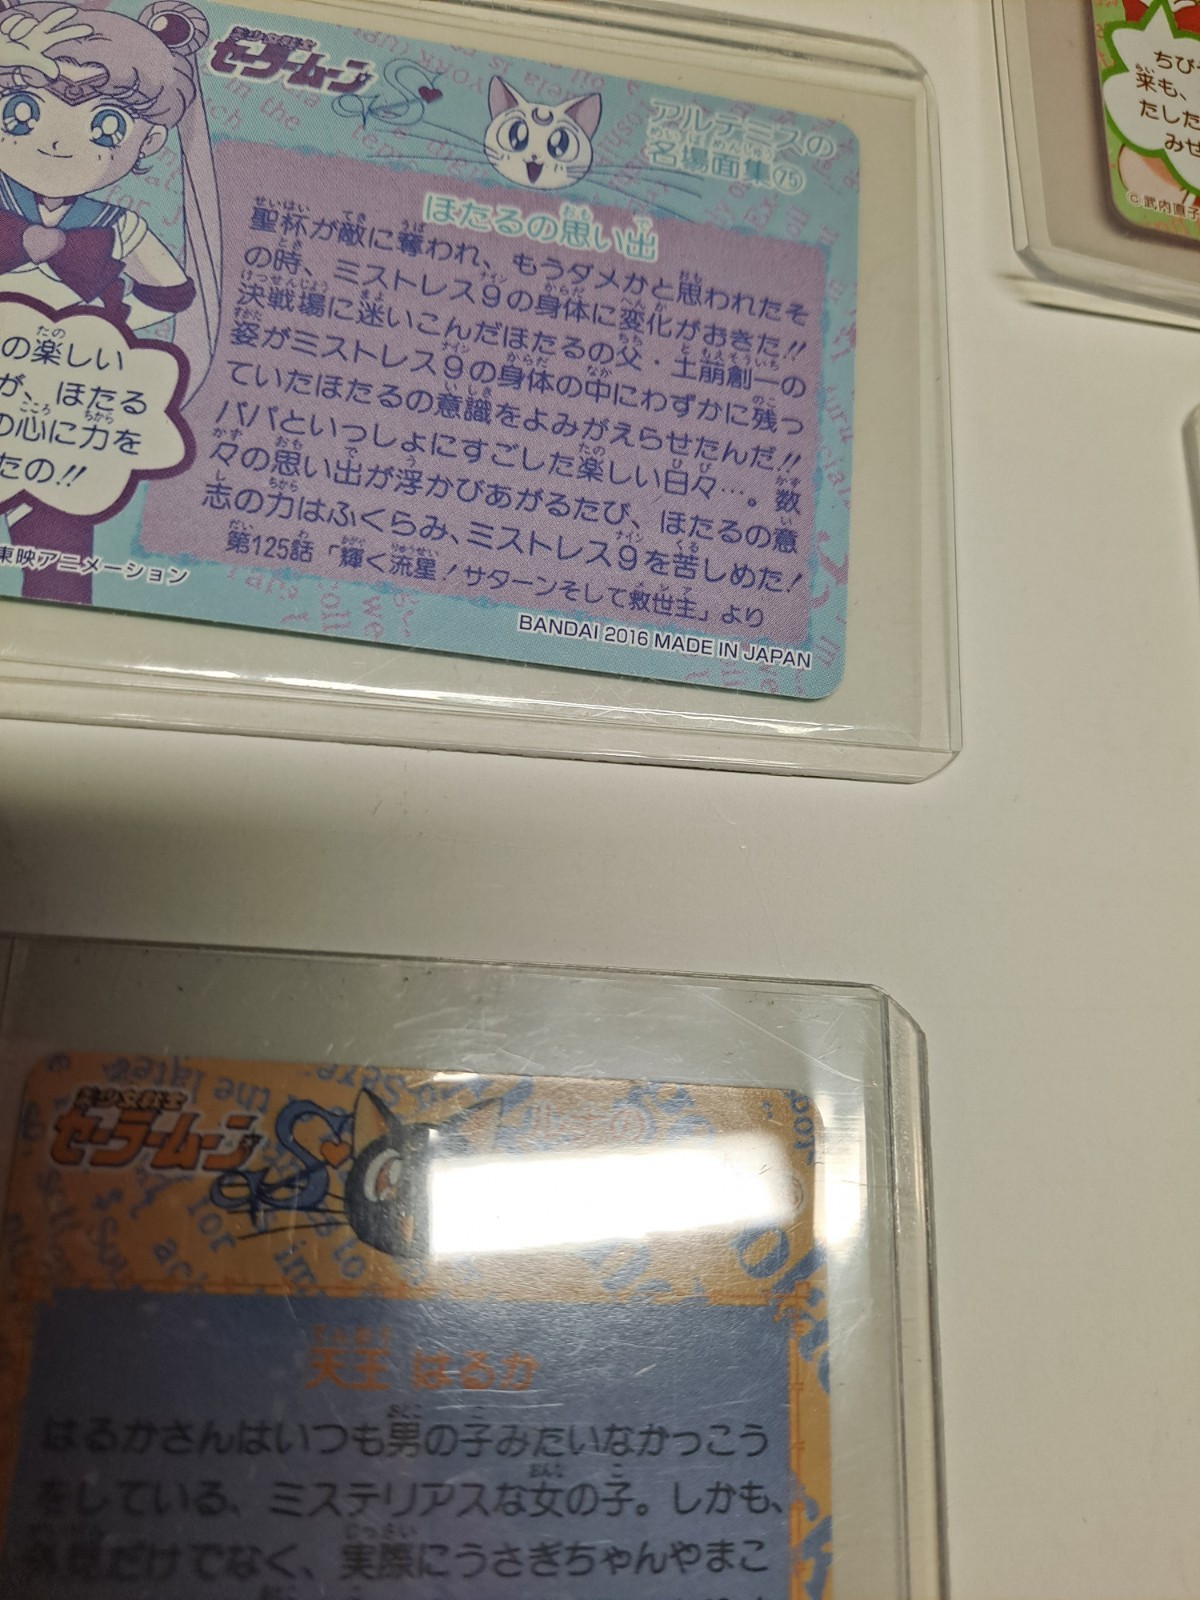 美少女戦士
セーラームーンS
アルテミスの
名場面集75
ほたるの思い出
聖杯が敵に奪われ、もうダメかと思われたそ
の時、ミストレス9の身体に変化がおきた!!
決戦場に迷いこんだほたるの父・土萠創一の
姿がミストレス9の身体の中にわずかに残っ
ていたほたるの意識をよみがえらせたんだ!!
パパといっしょにすごした楽しい日々…。数
々の思い出が浮かびあがるたび、ほたるの意
志の力はふくらみ、ミストレス9を苦しめた!
第125話「輝く流星!サターンそして救世主」より
BANDAI 2016 MADE IN JAPAN
の楽しい
が、ほたる
の心に力を
たの!!
東映アニメーション
ちび
来も、
たした
みせ
©武内直子
美少女戦士
セーラームーンS
天王 はるか
はるかさんはいつも男の子みたいなかっこう
をしている、ミステリアスな女の子。しかも、
外見だけでなく、実際にうさぎちゃんやまこ